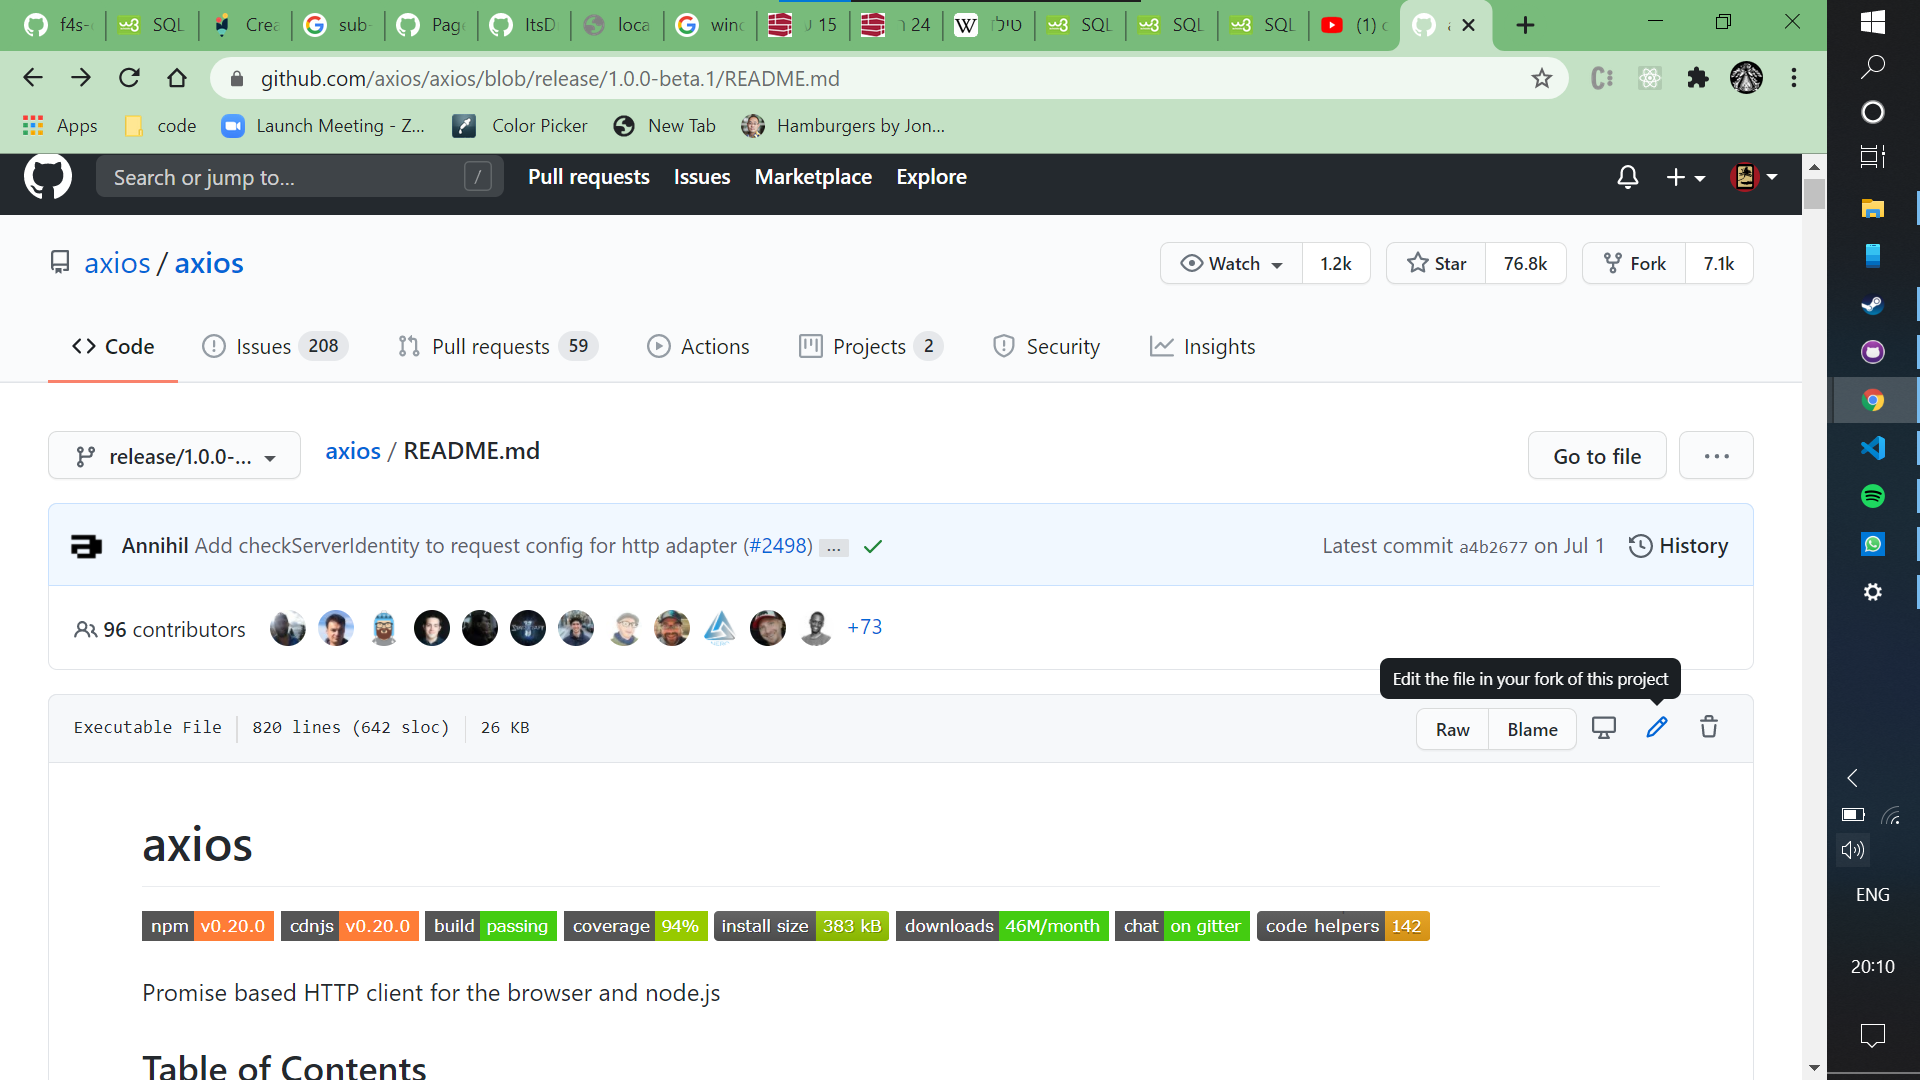 f4s-
SQL
Crea
sub-
Page
ItsD
loca
winc
15
24
טילו
SQL
SQL
SQL
(1)
github.com/axios/axios/blob/release/1.0.0-beta.1/README.md
Apps
code
Launch Meeting - Z...
Color Picker
New Tab
Hamburgers by Jon...
Search or jump to...
/
Pull requests
Issues
Marketplace
Explore
axios / axios
Watch
1.2k
Star
76.8k
Fork
7.1k
Code
Issues 208
Pull requests 59
Actions
Projects 2
Security
Insights
release/1.0.0-...
axios / README.md
Go to file
Annihil Add checkServerIdentity to request config for http adapter (#2498) ...
Latest commit a4b2677 on Jul 1
History
96 contributors
+73
Edit the file in your fork of this project
Executable File
820 lines (642 sloc)
26 KB
Raw
Blame
axios
npm v0.20.0
cdnjs v0.20.0
build passing
coverage 94%
install size 383 kB
downloads 46M/month
chat on gitter
code helpers 142
Promise based HTTP client for the browser and node.js
Table of Contents
ENG
20:10